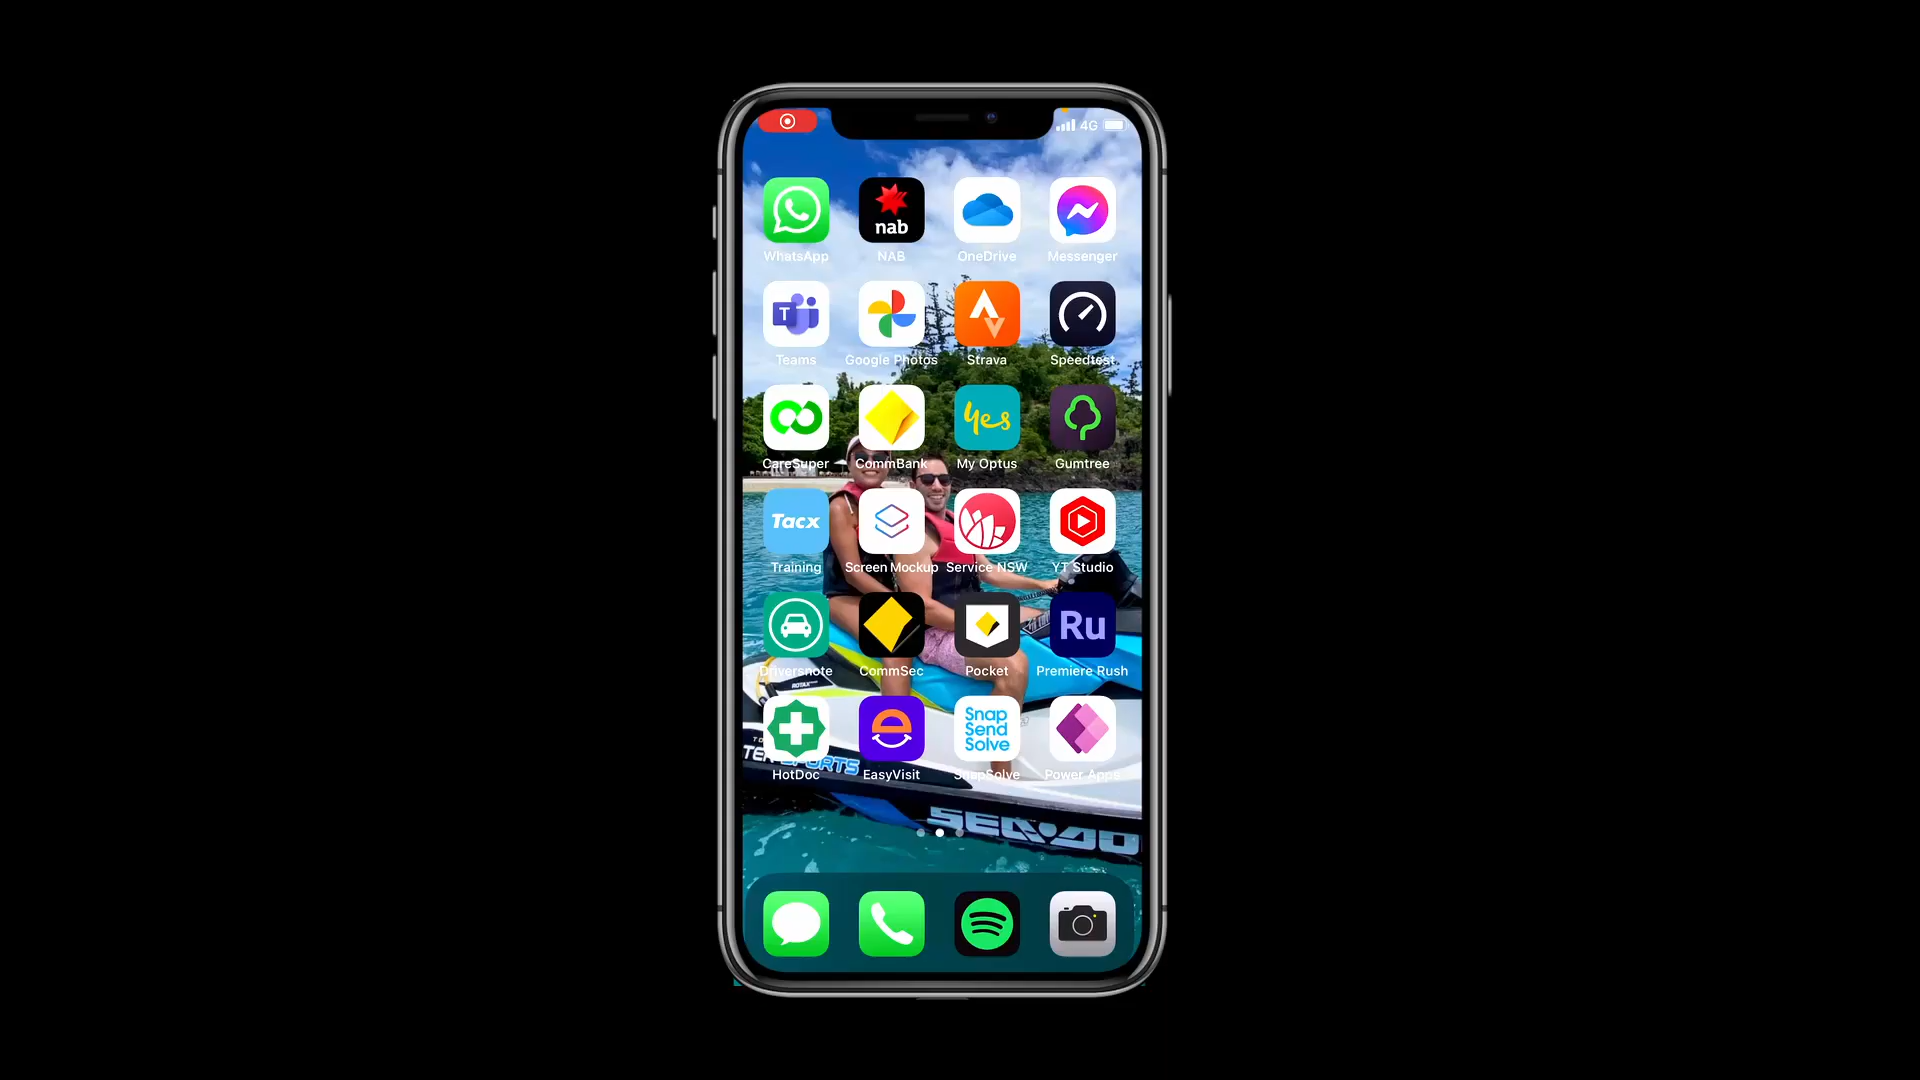 4G
nab
WhatsApp NAB OneDrive Messenger
T
Teams Google Photos Strava Speedtest
yes
CareSuper CommBank My Optus Gumtree
Tacx
Training Screen Mockup Service NSW YT Studio
Ru
Driversnote CommSec Pocket Premiere Rush
ROTAX
Snap
Send
Solve
HotDoc EasyVisit SnapSolve Power Apps
SEA-DOO